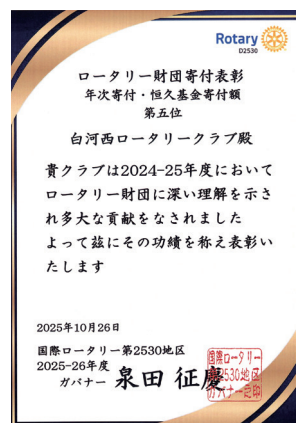 Rotary
D2530
ロータリー財団寄付表彰
年次寄付・恒久基金寄付額
第五位
白河西ロータリークラブ殿
貴クラブは2024-25年度において
ロータリー財団に深い理解を示さ
れ多大な貢献をなされました
よって茲にその功績を称え表彰い
たします
2025年10月26日
国際ロータリー第2530地区
2025-26年度
ガバナー 泉田 征慶
国際ロータリー
第2530地区
ガバナー之印